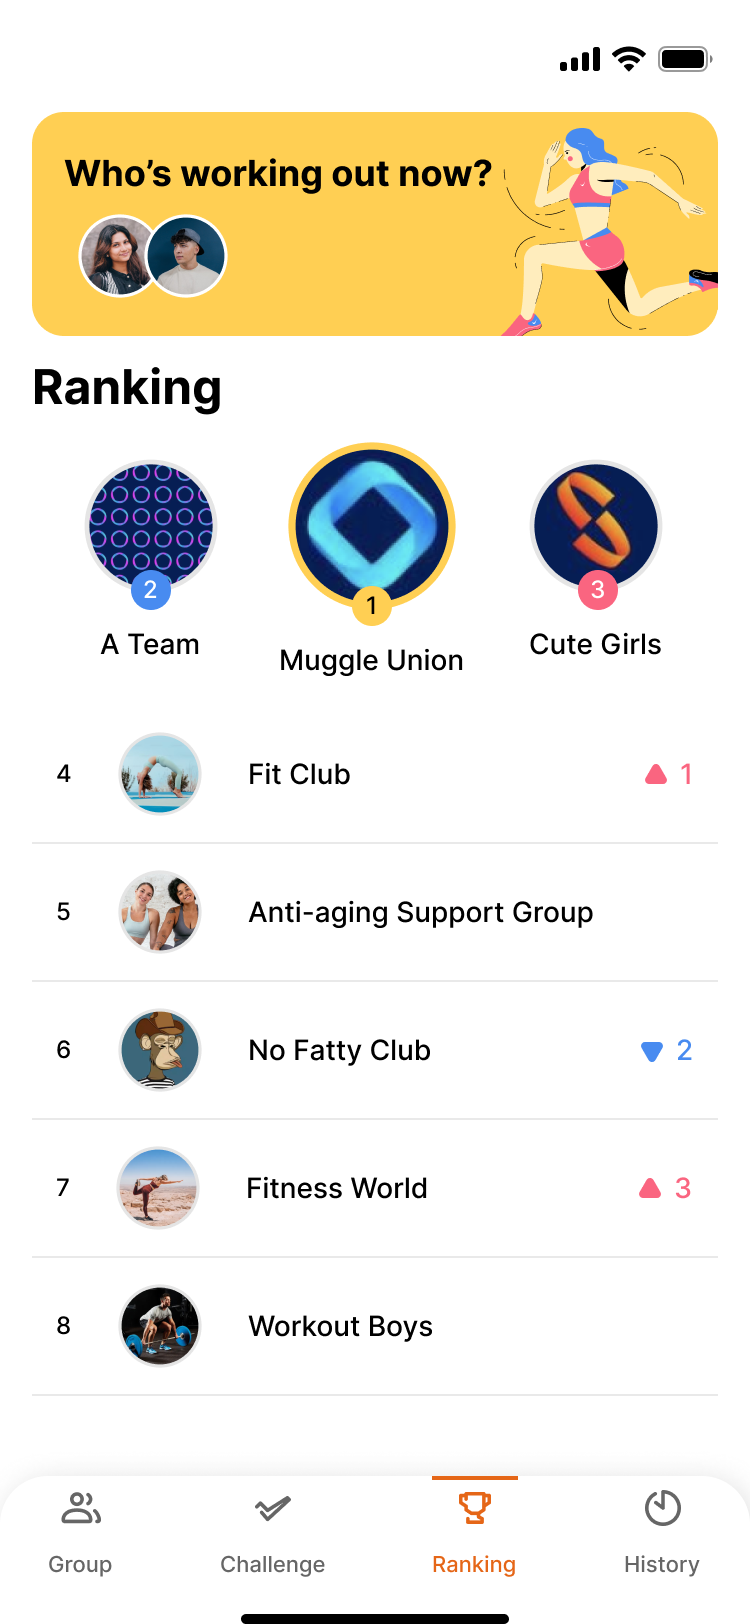 Who’s working out now?
Ranking
2
1
3
A Team
Muggle Union
Cute Girls
4 Fit Club 1
5 Anti-aging Support Group
6 No Fatty Club 2
7 Fitness World 3
8 Workout Boys
Group Challenge Ranking History